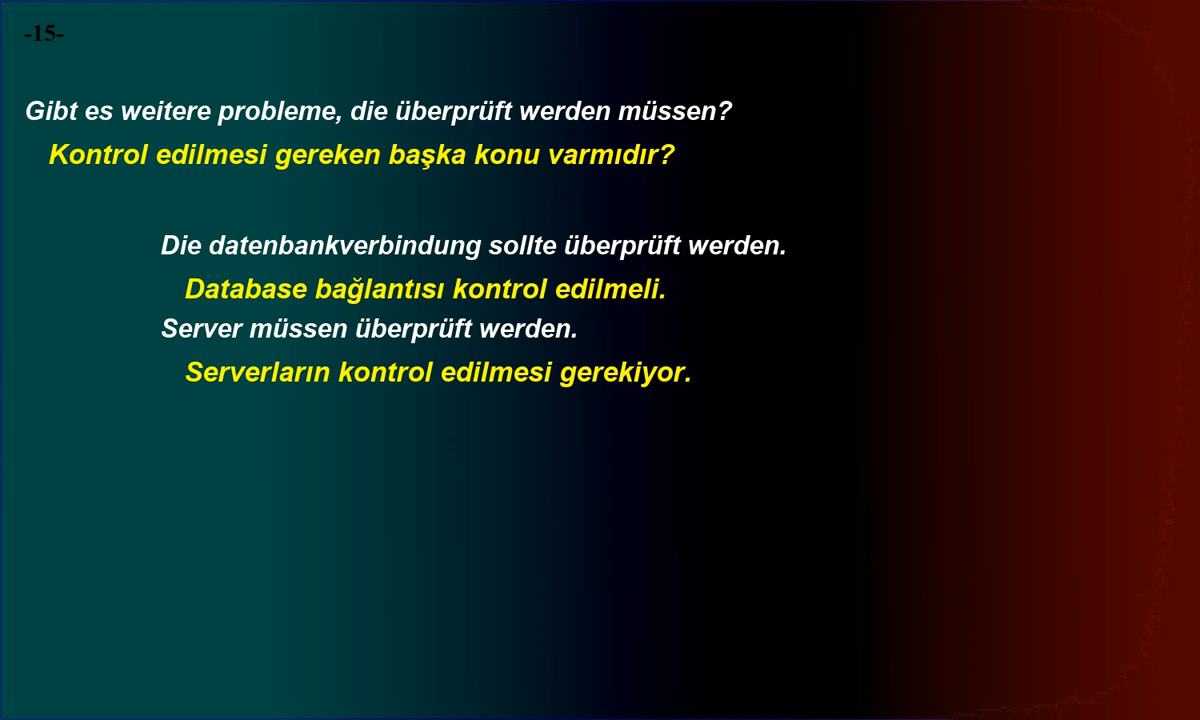 -15-
Gibt es weitere probleme, die überprüft werden müssen?
Kontrol edilmesi gereken başka konu varmıdır?
Die datenbankverbindung sollte überprüft werden.
Database bağlantısı kontrol edilmeli.
Server müssen überprüft werden.
Serverların kontrol edilmesi gerekiyor.